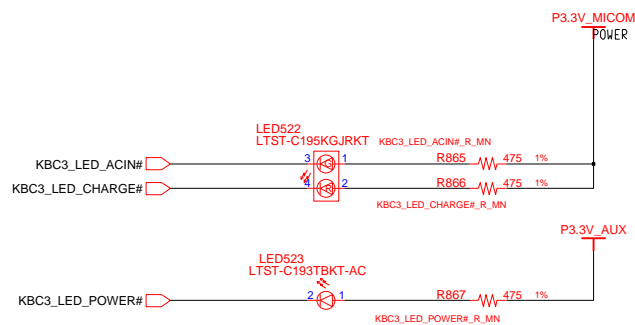 P3.3V_MICOM
POWER
LED522
LTST-C195KGJRKT
KBC3_LED_ACIN#_R_MN
KBC3_LED_ACIN# 3 G 1 R865 475 1%
KBC3_LED_CHARGE# 4 R 2 R866 475 1%
KBC3_LED_CHARGE#_R_MN
P3.3V_AUX
LED523
LTST-C193TBKT-AC
KBC3_LED_POWER# 2 1 R867 475 1%
KBC3_LED_POWER#_R_MN